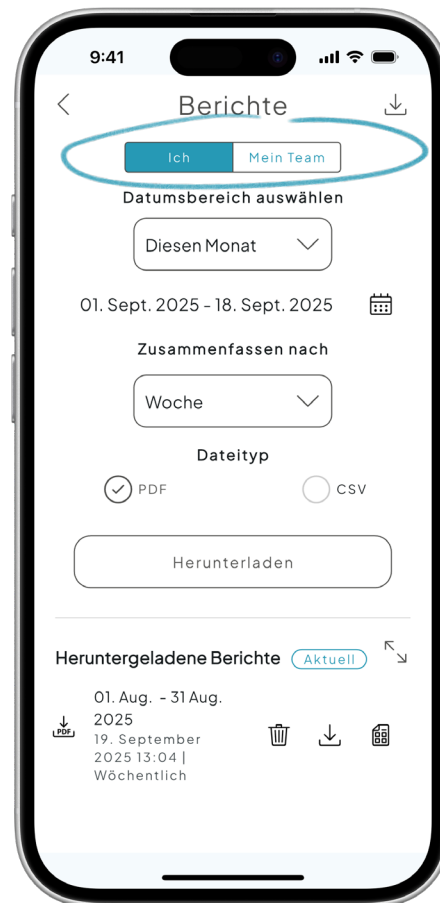 9:41
Berichte
Ich Mein Team
Datumsbereich auswählen
Diesen Monat
01. Sept. 2025 - 18. Sept. 2025
Zusammenfassen nach
Woche
Dateityp
PDF CSV
Herunterladen
Heruntergeladene Berichte Aktuell
01. Aug. - 31 Aug.
2025
PDF
19. September
2025 13:04 |
Wöchentlich